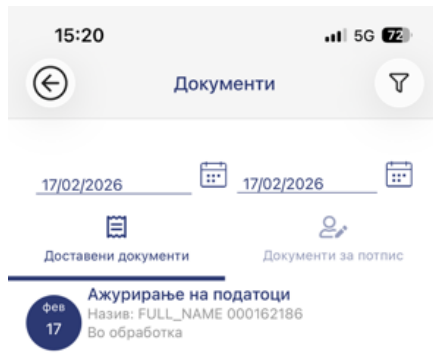 15:20 5G 72
Документи
17/02/2026 17/02/2026
Доставени документи Документи за потпис
фев Ажурирање на податоци
17 Назив: FULL_NAME 000162186
Во обработка